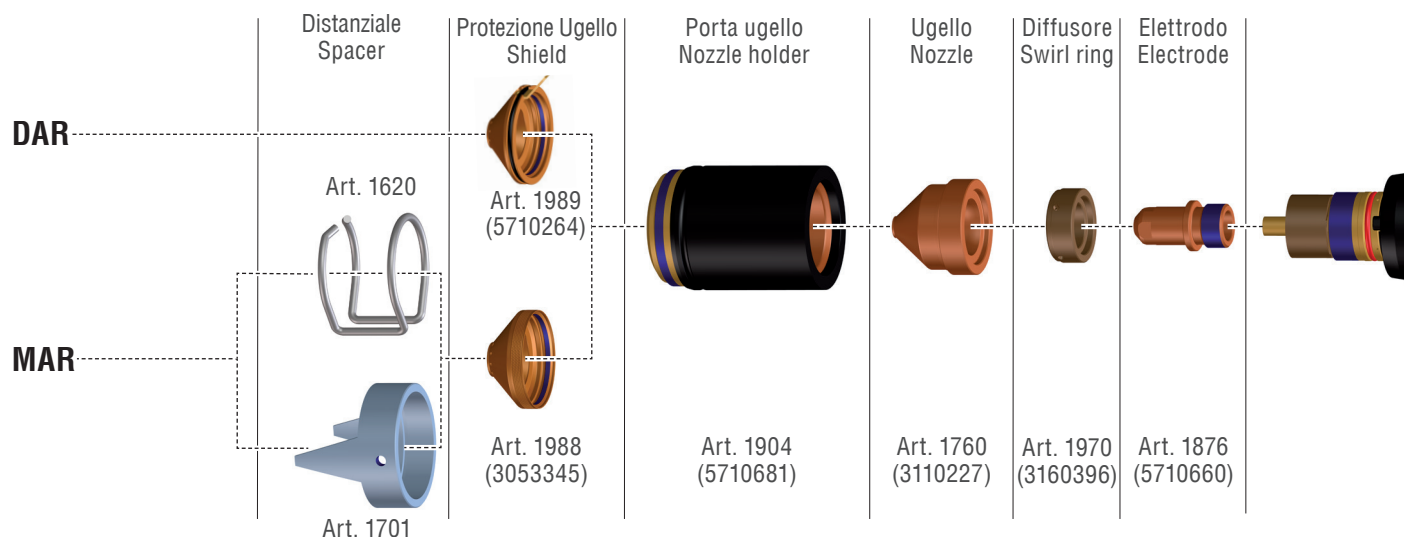 Distanziale
Spacer
Protezione Ugello
Shield
Porta ugello
Nozzle holder
Ugello
Nozzle
Diffusore
Swirl ring
Elettrodo
Electrode
DAR
Art. 1620
Art. 1989
(5710264)
MAR
Art. 1701
Art. 1988
(3053345)
Art. 1904
(5710681)
Art. 1760
(3110227)
Art. 1970
(3160396)
Art. 1876
(5710660)